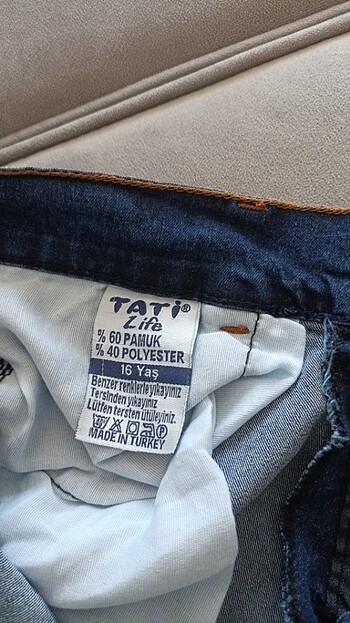 TATİ®
Life
% 60 PAMUK
% 40 POLYESTER
16 Yaş
Benzer renklerle yıkayınız
Tersinden yıkayınız
Lütfen tersten ütüleyiniz.
MADE IN TURKEY